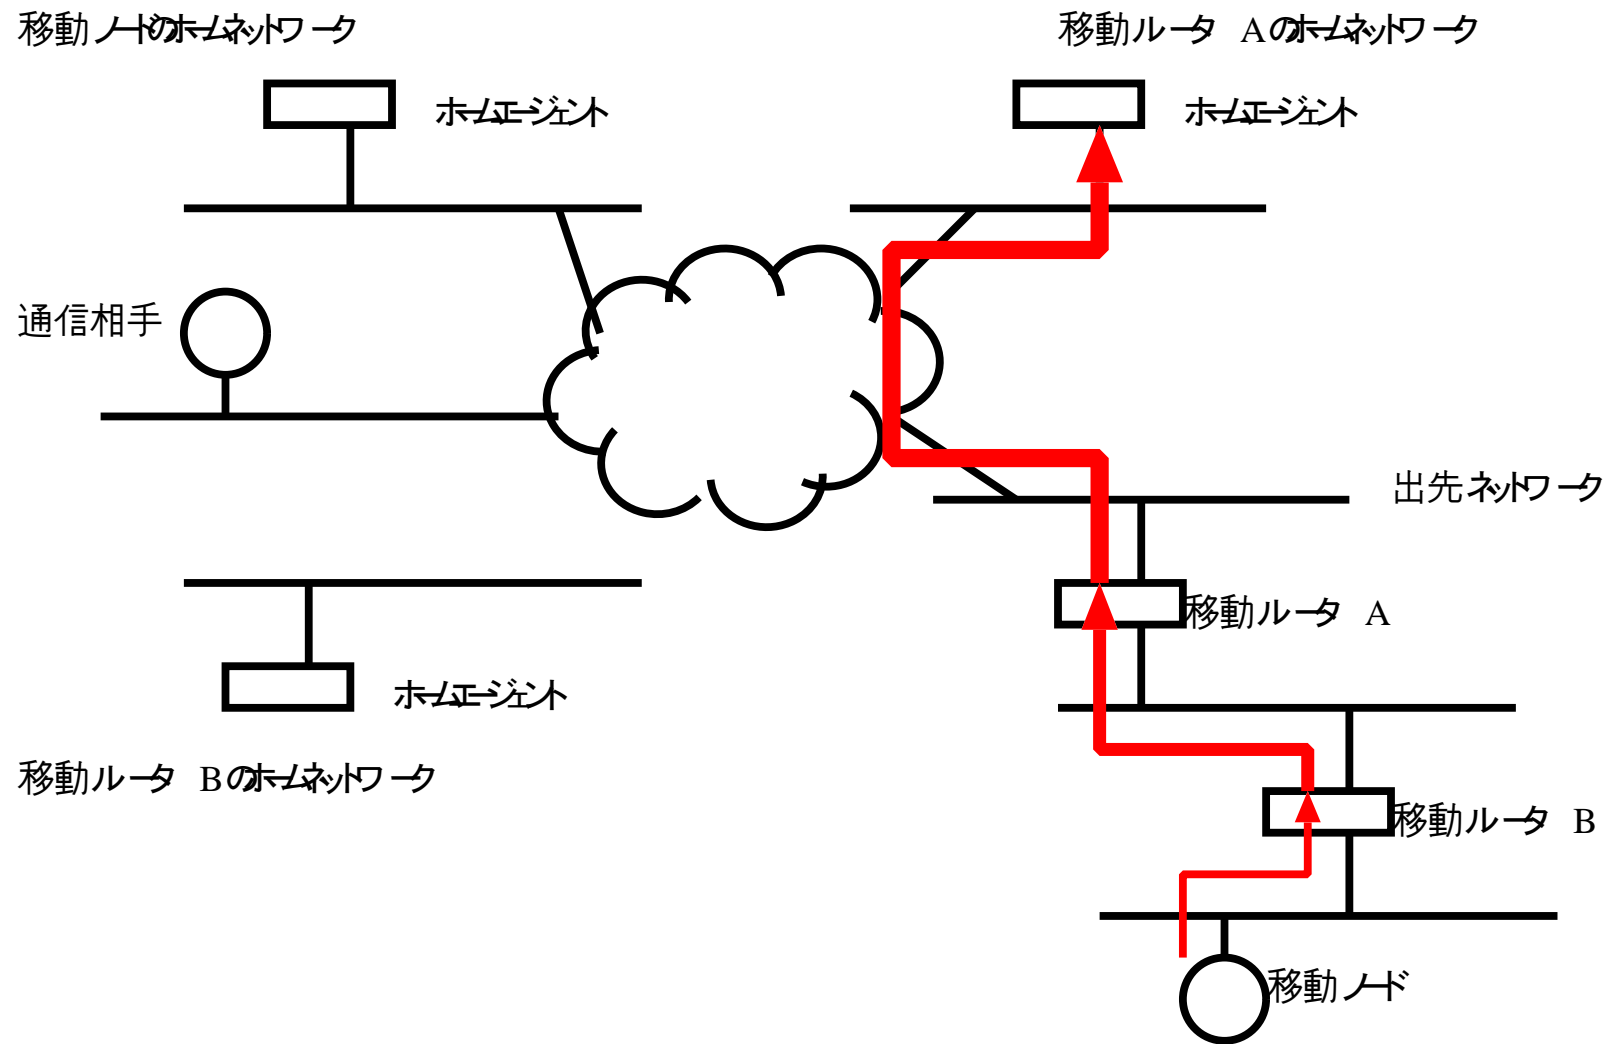 移動ノードのホームネットワーク
移動ルータ Aのホームネットワーク
ホームエージェント
ホームエージェント
通信相手
出先ネットワーク
移動ルータ A
ホームエージェント
移動ルータ Bのホームネットワーク
移動ルータ B
移動ノード